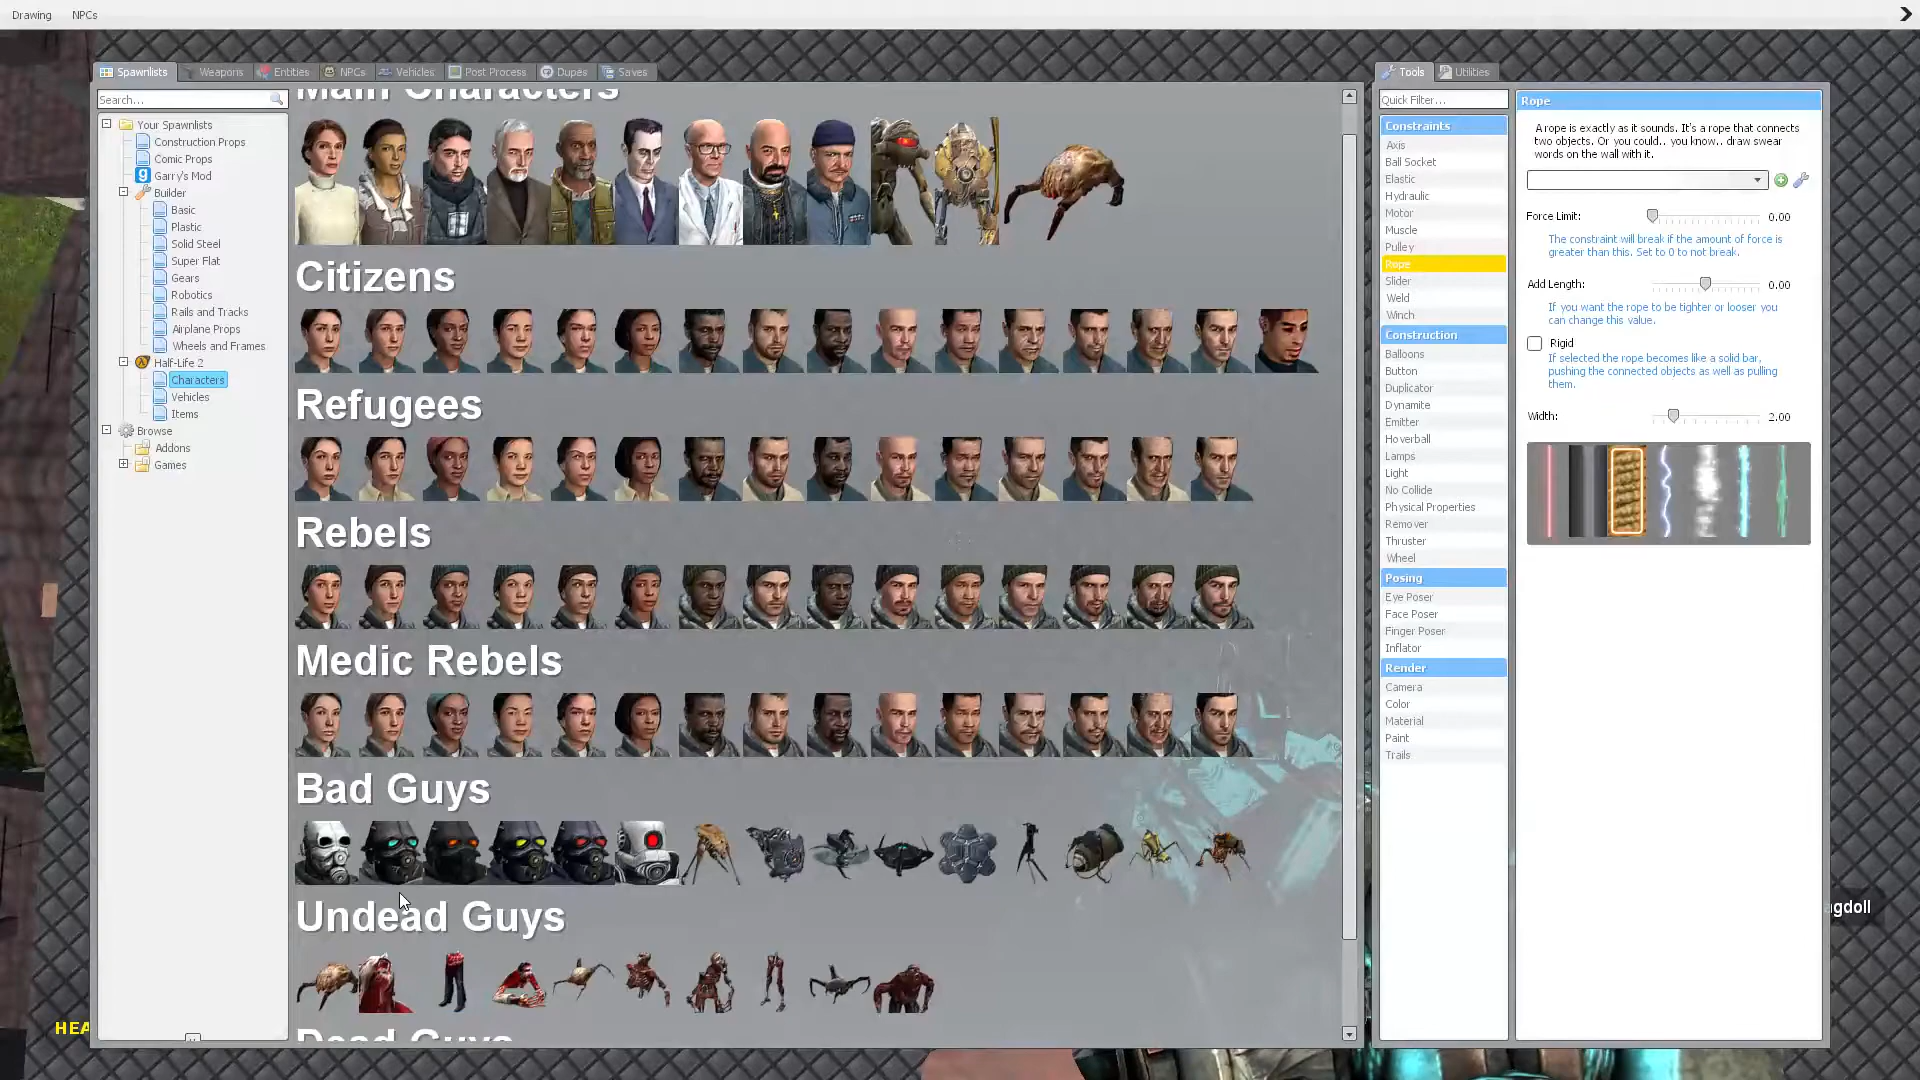 Drawing NPCs
Spawnlists Weapons Entities NPCs Vehicles Post Process Dupes Saves
Tools Utilities
Search...
Your Spawnlists
Construction Props
Comic Props
Garry's Mod
Builder
Basic
Plastic
Solid Steel
Super Flat
Gears
Robotics
Rails and Tracks
Airplane Props
Wheels and Frames
Half-Life 2
Characters
Vehicles
Items
Browse
Addons
Games
Main Characters
Citizens
Refugees
Rebels
Medic Rebels
Bad Guys
Undead Guys
Dead Guys
Quick Filter...
Constraints
Axis
Ball Socket
Elastic
Hydraulic
Motor
Muscle
Pulley
Rope
Slider
Weld
Winch
Construction
Balloons
Button
Duplicator
Dynamite
Emitter
Hoverball
Lamps
Light
No Collide
Physical Properties
Remover
Thruster
Wheel
Posing
Eye Poser
Face Poser
Finger Poser
Inflator
Render
Camera
Color
Material
Paint
Trails
Rope
A rope is exactly as it sounds. It's a rope that connects
two objects. Or you could.. you know.. draw swear
words on the wall with it.
Force Limit: 0.00
The constraint will break if the amount of force is
greater than this. Set to 0 to not break.
Add Length: 0.00
If you want the rope to be tighter or looser you
can change this value.
Rigid
If selected the rope becomes like a solid bar,
pushing the connected objects as well as pulling
them.
Width: 2.00
agdoll
HEA